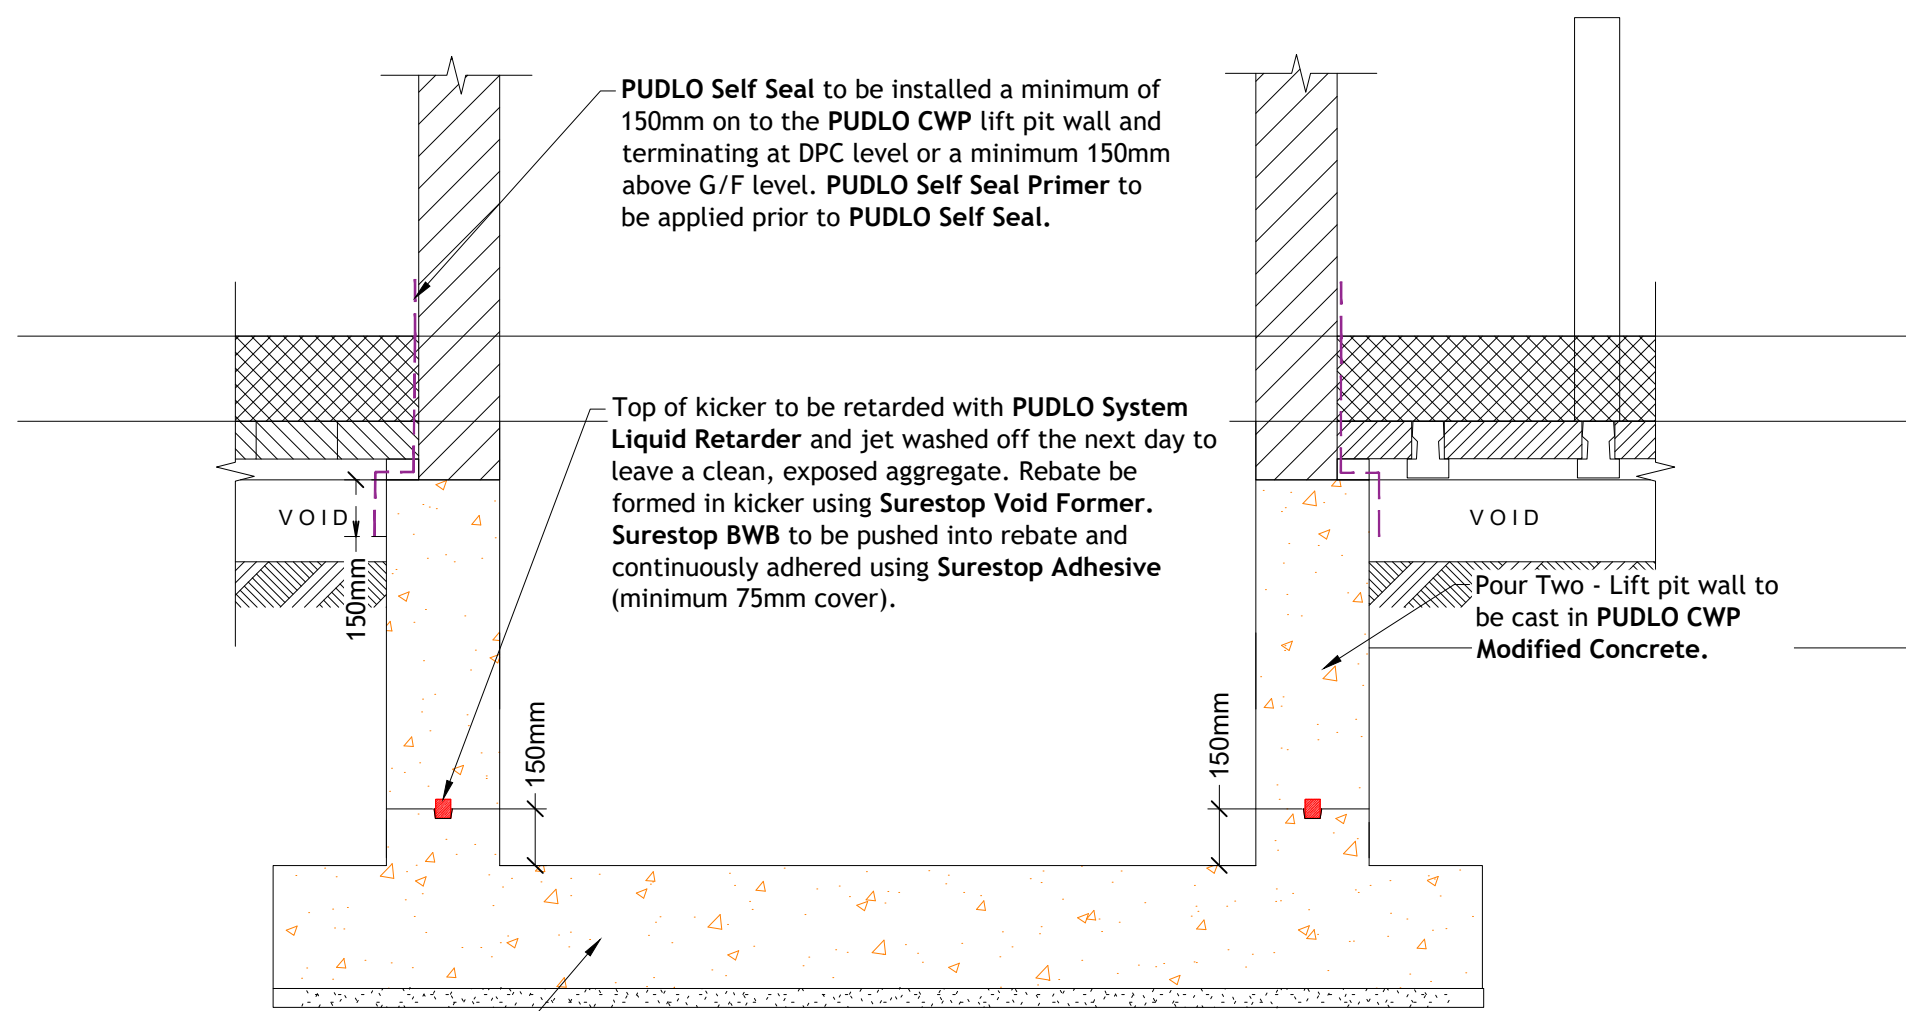 PUDLO Self Seal to be installed a minimum of
150mm on to the PUDLO CWP lift pit wall and
terminating at DPC level or a minimum 150mm
above G/F level. PUDLO Self Seal Primer to
be applied prior to PUDLO Self Seal.
Top of kicker to be retarded with PUDLO System
Liquid Retarder and jet washed off the next day to
leave a clean, exposed aggregate. Rebate be
formed in kicker using Surestop Void Former.
Surestop BWB to be pushed into rebate and
continuously adhered using Surestop Adhesive
(minimum 75mm cover).
VOID
150mm
VOID
Pour Two - Lift pit wall to
be cast in PUDLO CWP
Modified Concrete.
150mm
150mm